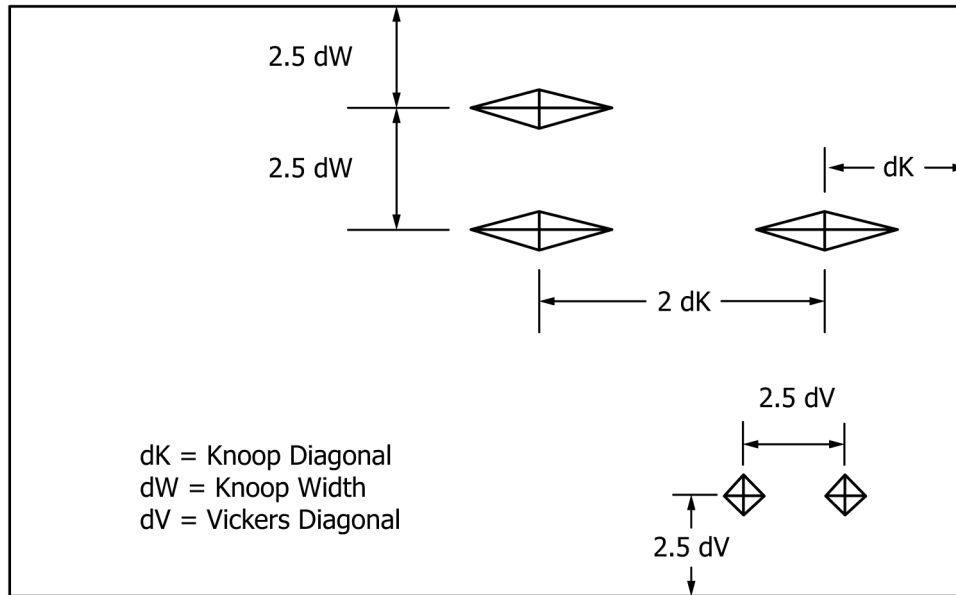 2.5 dW
2.5 dW
dK
2 dK
2.5 dV
dK = Knoop Diagonal
dW = Knoop Width
dV = Vickers Diagonal
2.5 dV